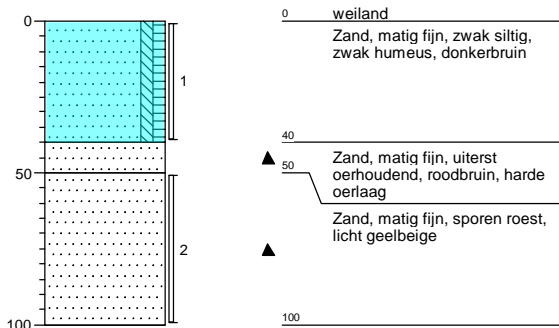 0
50
100
1
2
0
weiland
Zand, matig fijn, zwak siltig,
zwak humeus, donkerbruin
40
Zand, matig fijn, uiterst
oerhoudend, roodbruin, harde
oerlaag
50
Zand, matig fijn, sporen roest,
licht geelbeige
100